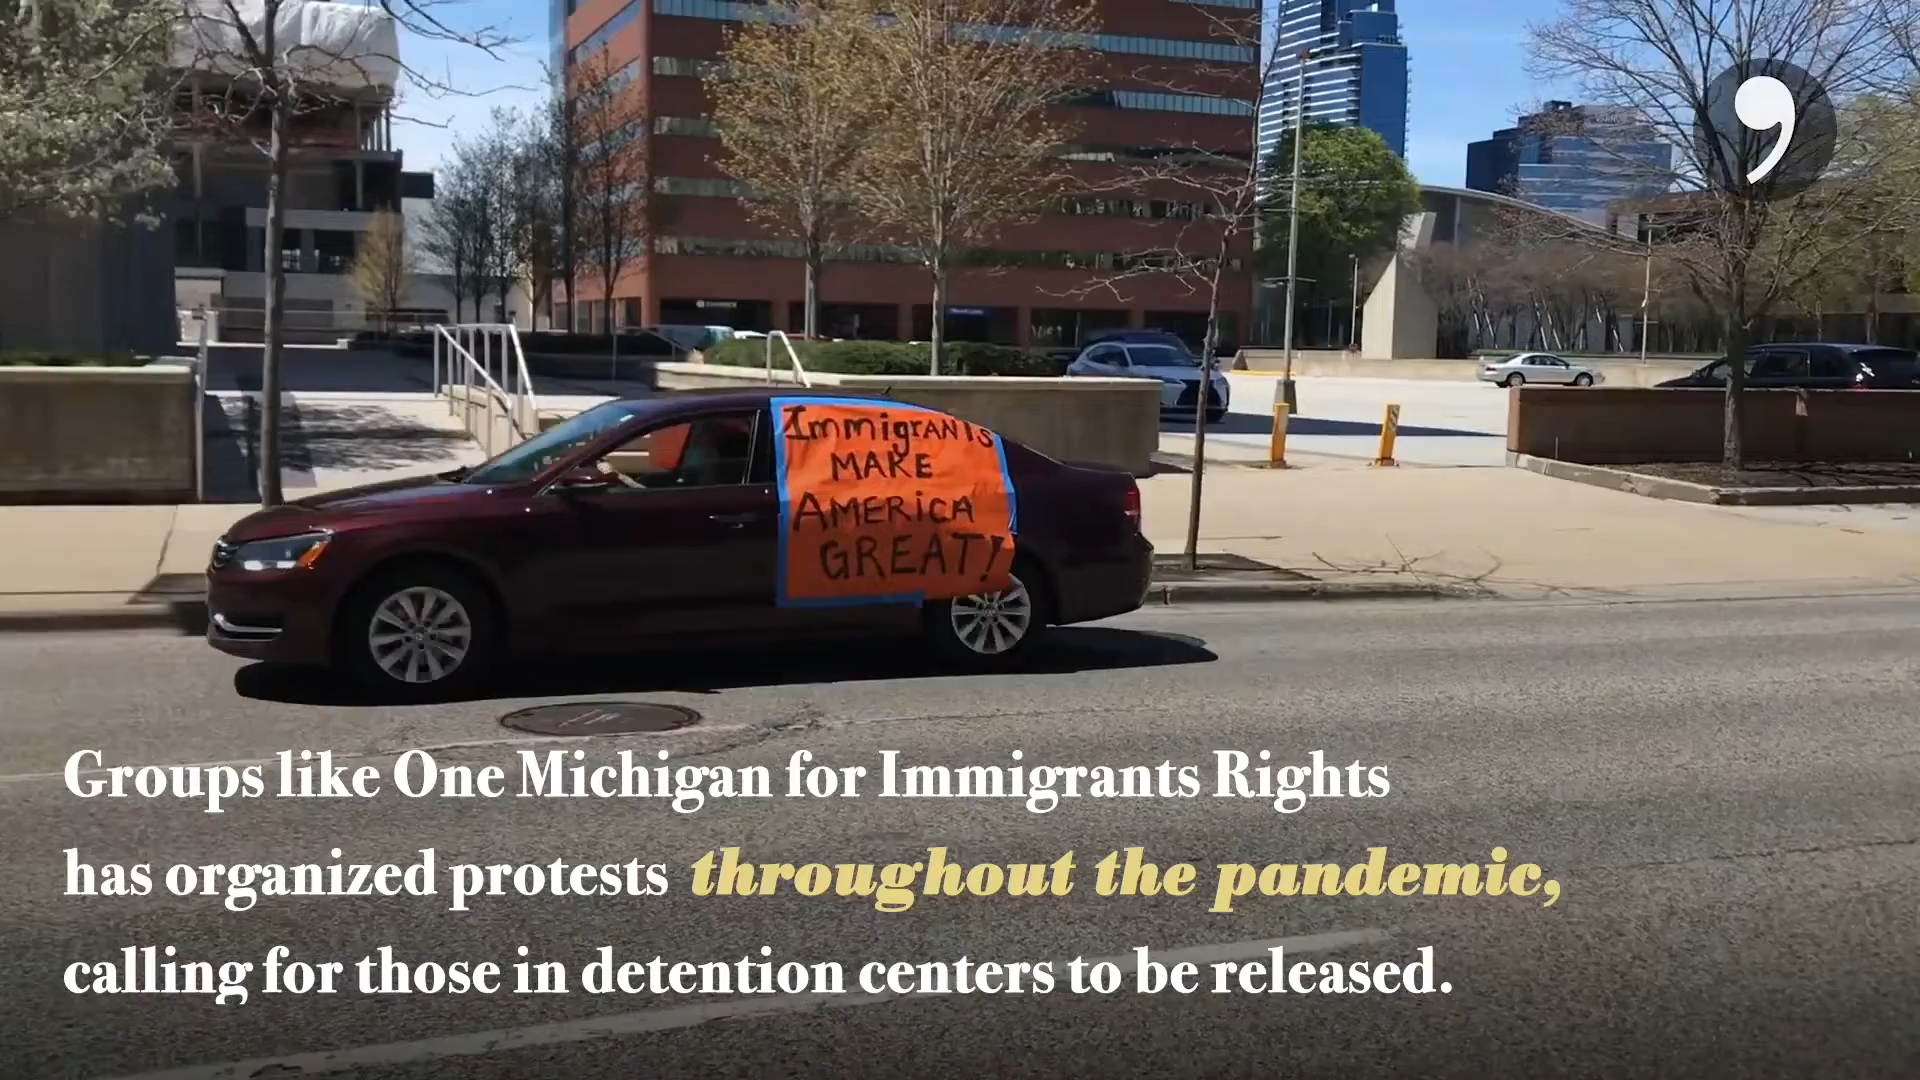 ImmigrANTS
MAKE
AMERiCA
GREAT!
Groups like One Michigan for Immigrants Rights
has organized protests throughout the pandemic,
calling for those in detention centers to be released.